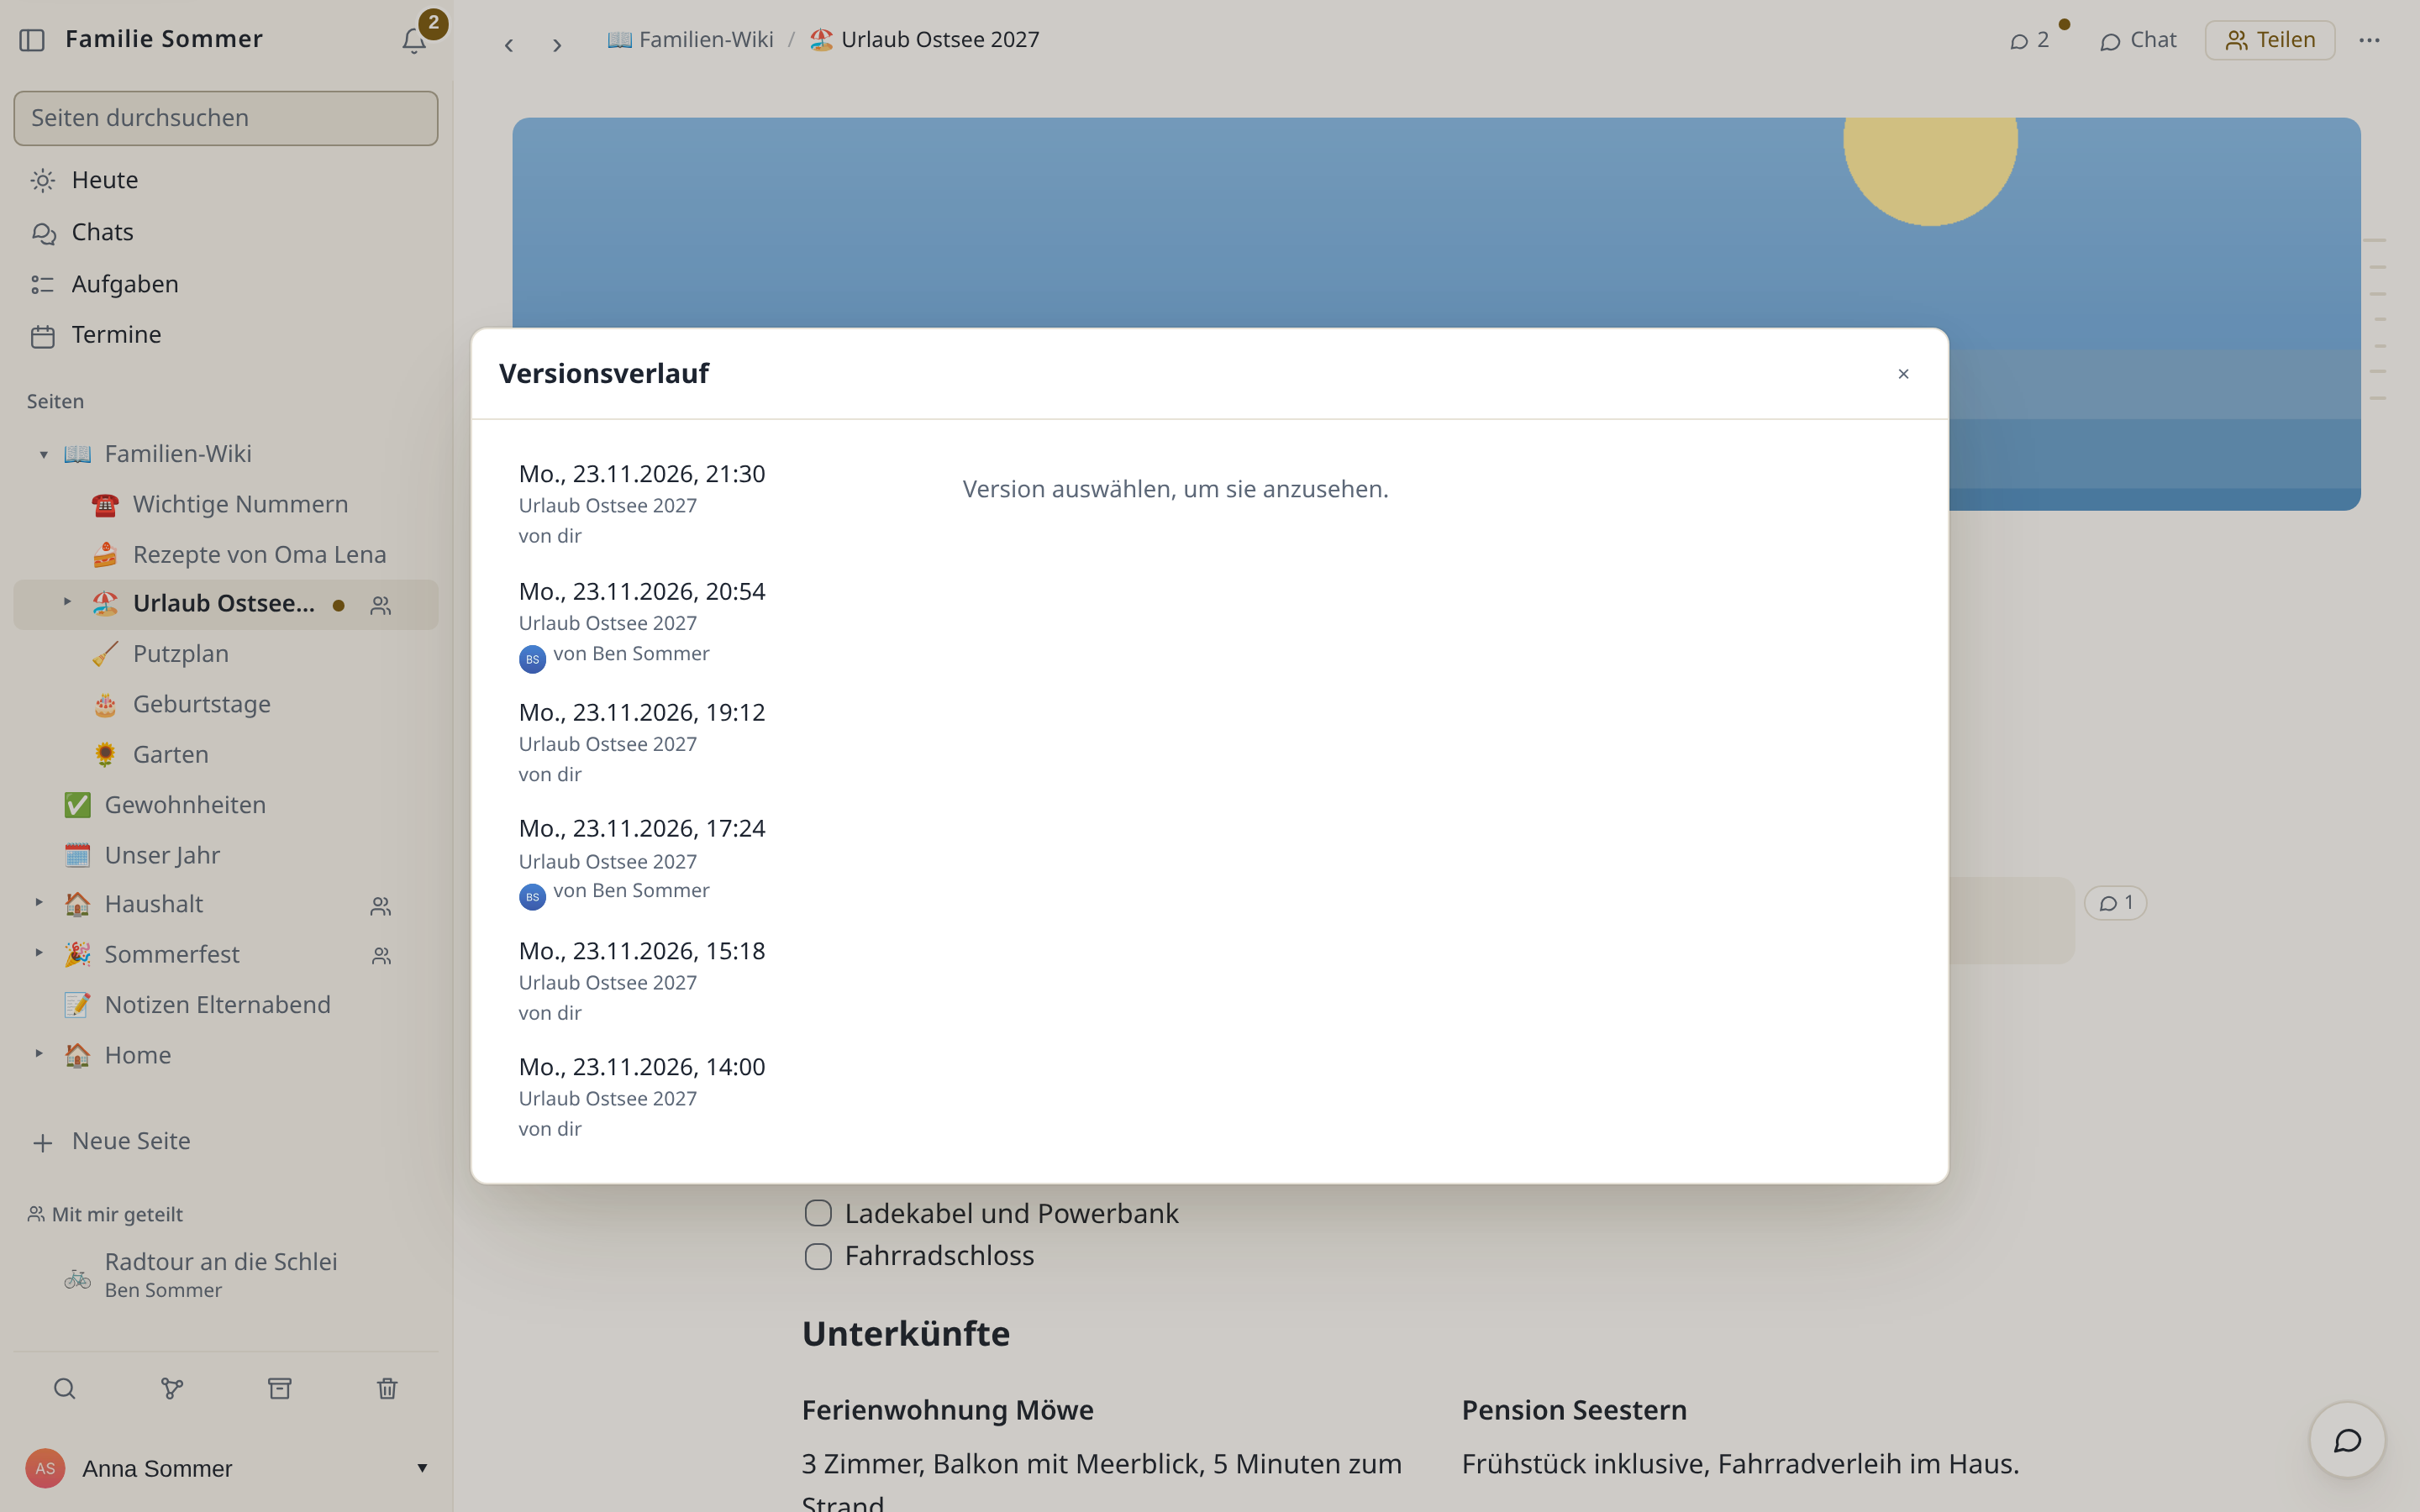 Familie Sommer
2
Seiten durchsuchen
Heute
Chats
Aufgaben
Termine
Seiten
Familien-Wiki
Wichtige Nummern
Rezepte von Oma Lena
Urlaub Ostsee...
Putzplan
Geburtstage
Garten
Gewohnheiten
Unser Jahr
Haushalt
Sommerfest
Notizen Elternabend
Home
Neue Seite
Mit mir geteilt
Radtour an die Schlei
Ben Sommer
AS Anna Sommer
Familien-Wiki / Urlaub Ostsee 2027
2 Chat Teilen
Versionsverlauf
Mo., 23.11.2026, 21:30
Urlaub Ostsee 2027
von dir
Mo., 23.11.2026, 20:54
Urlaub Ostsee 2027
BS von Ben Sommer
Mo., 23.11.2026, 19:12
Urlaub Ostsee 2027
von dir
Mo., 23.11.2026, 17:24
Urlaub Ostsee 2027
BS von Ben Sommer
Mo., 23.11.2026, 15:18
Urlaub Ostsee 2027
von dir
Mo., 23.11.2026, 14:00
Urlaub Ostsee 2027
von dir
Version auswählen, um sie anzusehen.
1
Ladekabel und Powerbank
Fahrradschloss
Unterkünfte
Ferienwohnung Möwe
3 Zimmer, Balkon mit Meerblick, 5 Minuten zum
Strand
Pension Seestern
Frühstück inklusive, Fahrradverleih im Haus.